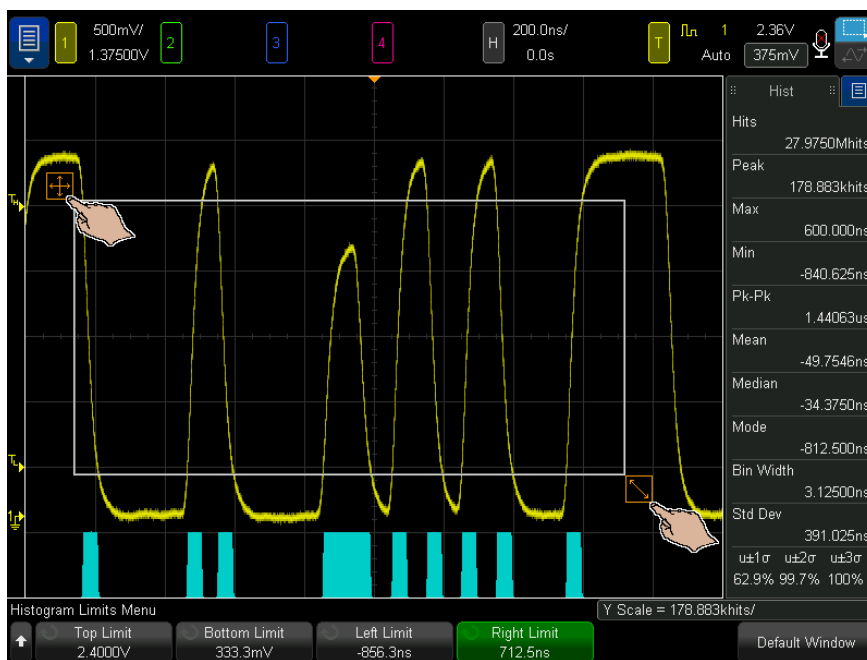 1 500mV/ 2 3 4 H 200.0ns/ T 1 2.36V
1.37500V 0.0s Auto 375mV
Hist
Hits
27.9750Mhits
Peak
178.883khits
Max
600.000ns
Min
-840.625ns
Pk-Pk
1.44063us
Mean
-49.7546ns
Median
-34.3750ns
Mode
-812.500ns
Bin Width
3.12500ns
Std Dev
391.025ns
u±1σ u±2σ u±3σ
62.9% 99.7% 100%
TH
TL
1
Histogram Limits Menu
Y Scale = 178.883khits/
Top Limit
2.4000V
Bottom Limit
333.3mV
Left Limit
-856.3ns
Right Limit
712.5ns
Default Window